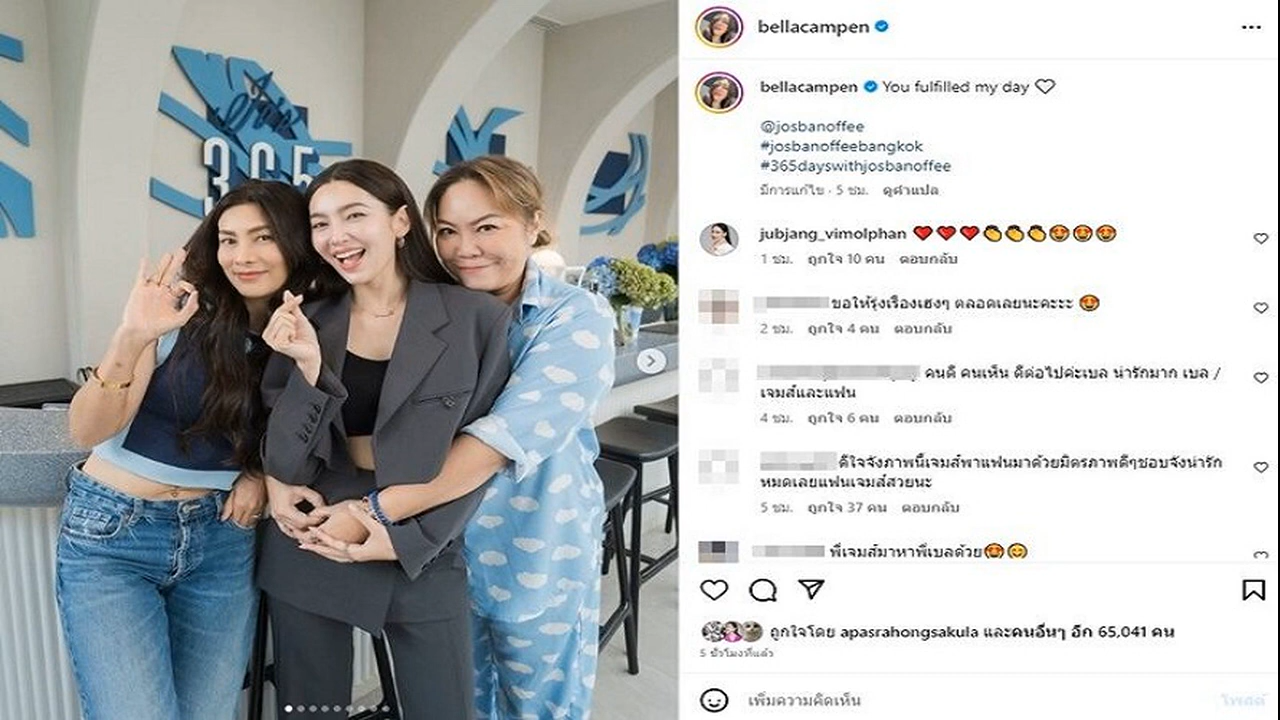 365
bellacampen
bellacampen You fulfilled my day
@josbanoffee
#josbanoffeebangkok
#365dayswithjosbanoffee
มีการแก้ไข · 5 ชม. ดูคำแปล
jubjang_vimolphan
1 ชม. ถูกใจ 10 คน ตอบกลับ
ขอให้รุ่งเรืองเฮงๆ ตลอดเลยนะคะะะ
2 ชม. ถูกใจ 4 คน ตอบกลับ
คนดี คนเห็น ดีต่อไปค่ะเบล น่ารักมาก เบล /
เจมส์และแฟน
4 ชม. ถูกใจ 6 คน ตอบกลับ
ดีใจจังภาพนี้เจมส์พาแฟนมาด้วยมิตรภาพดีๆชอบจังน่ารัก
หมดเลยแฟนเจมส์สวยนะ
5 ชม. ถูกใจ 37 คน ตอบกลับ
พี่เจมส์มาหาพี่เบลด้วย
ถูกใจโดย apasrahongsakula และคนอื่นๆ อีก 65,041 คน
5 ชั่วโมงที่แล้ว
เพิ่มความคิดเห็น
โพสต์